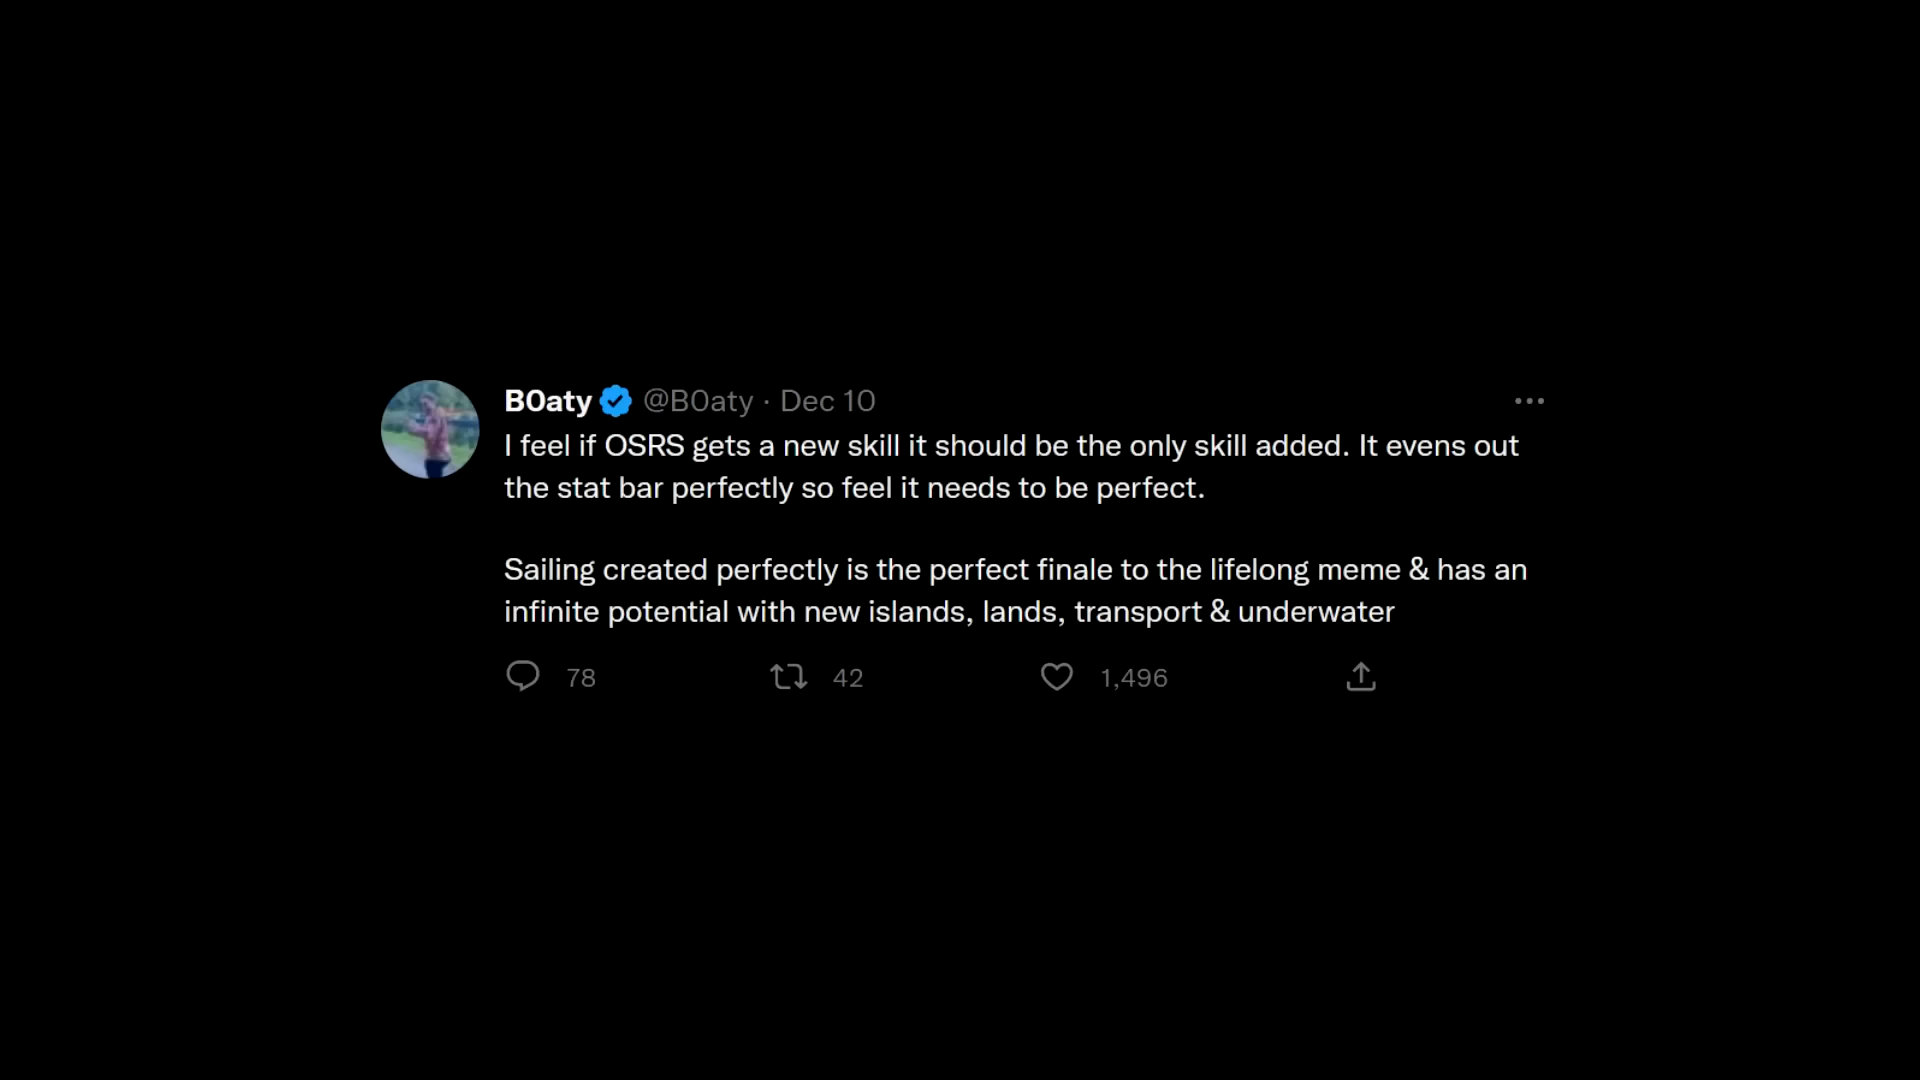 B0aty @B0aty · Dec 10
I feel if OSRS gets a new skill it should be the only skill added. It evens out
the stat bar perfectly so feel it needs to be perfect.
Sailing created perfectly is the perfect finale to the lifelong meme & has an
infinite potential with new islands, lands, transport & underwater
78 42 1,496